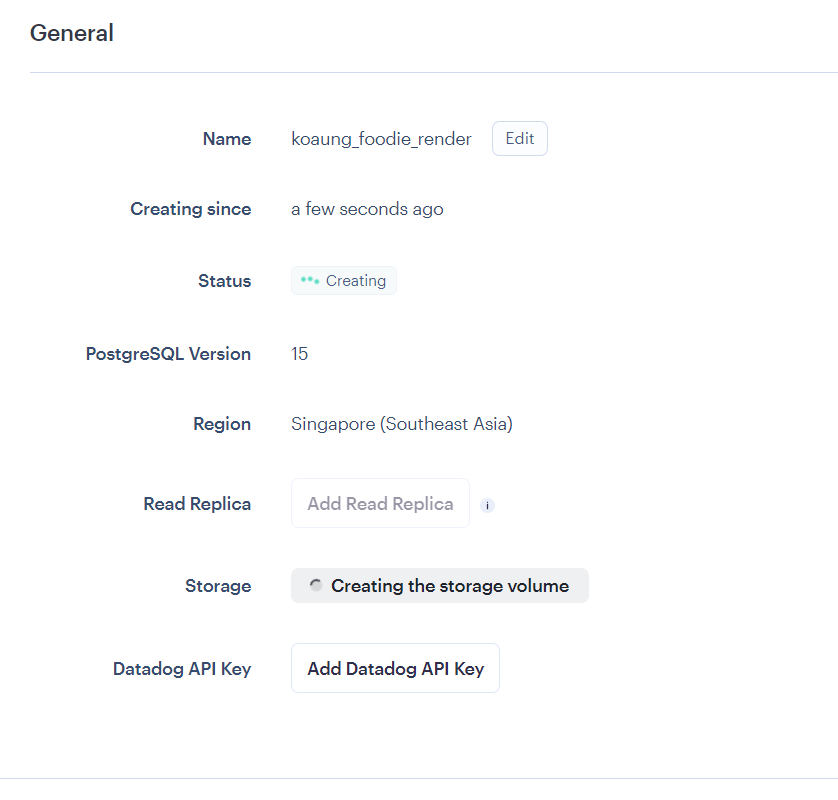 General
Name koaung_foodie_render Edit
Creating since a few seconds ago
Status Creating
PostgreSQL Version 15
Region Singapore (Southeast Asia)
Read Replica Add Read Replica i
Storage Creating the storage volume
Datadog API Key Add Datadog API Key